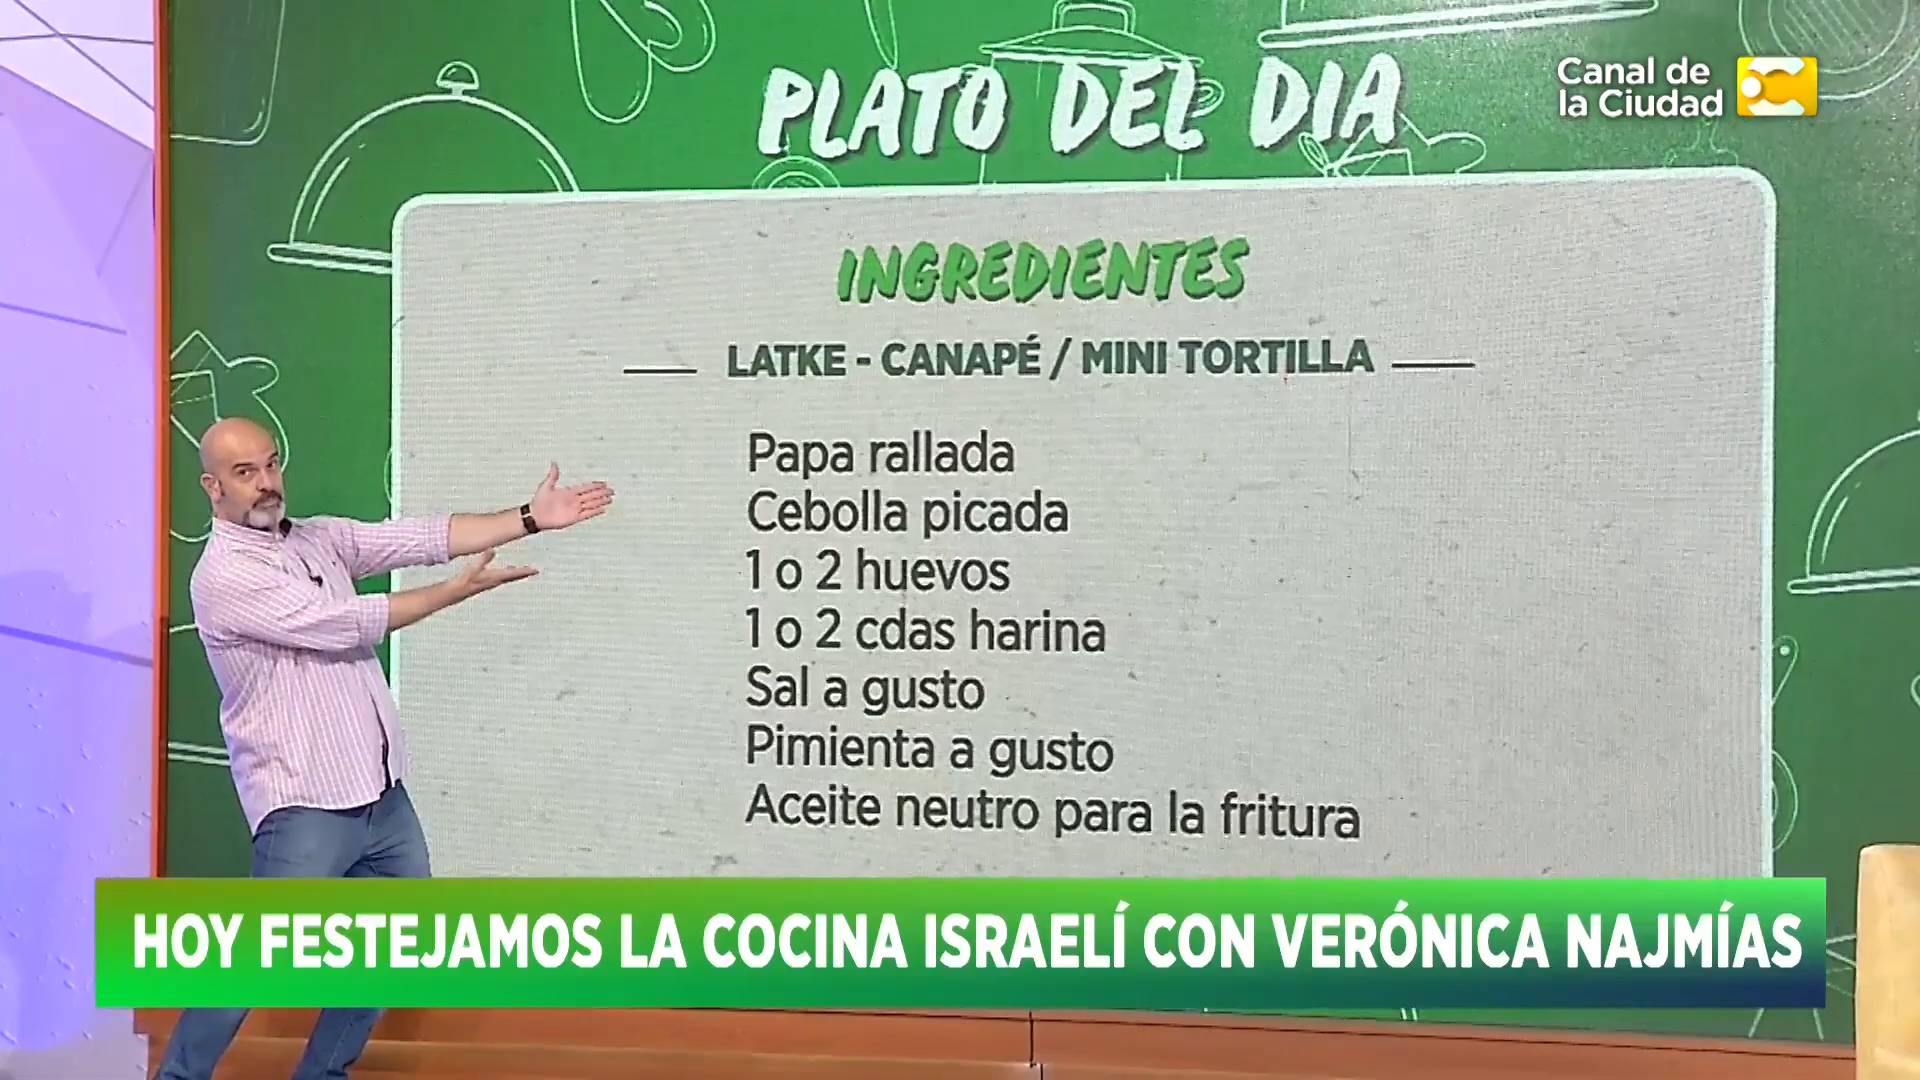 Canal de
la Ciudad
PLATO DEL DIA
INGREDIENTES
LATKE - CANAPÉ / MINI TORTILLA
Papa rallada
Cebolla picada
1 o 2 huevos
1 o 2 cdas harina
Sal a gusto
Pimienta a gusto
Aceite neutro para la fritura
HOY FESTEJAMOS LA COCINA ISRAELÍ CON VERÓNICA NAJMÍAS